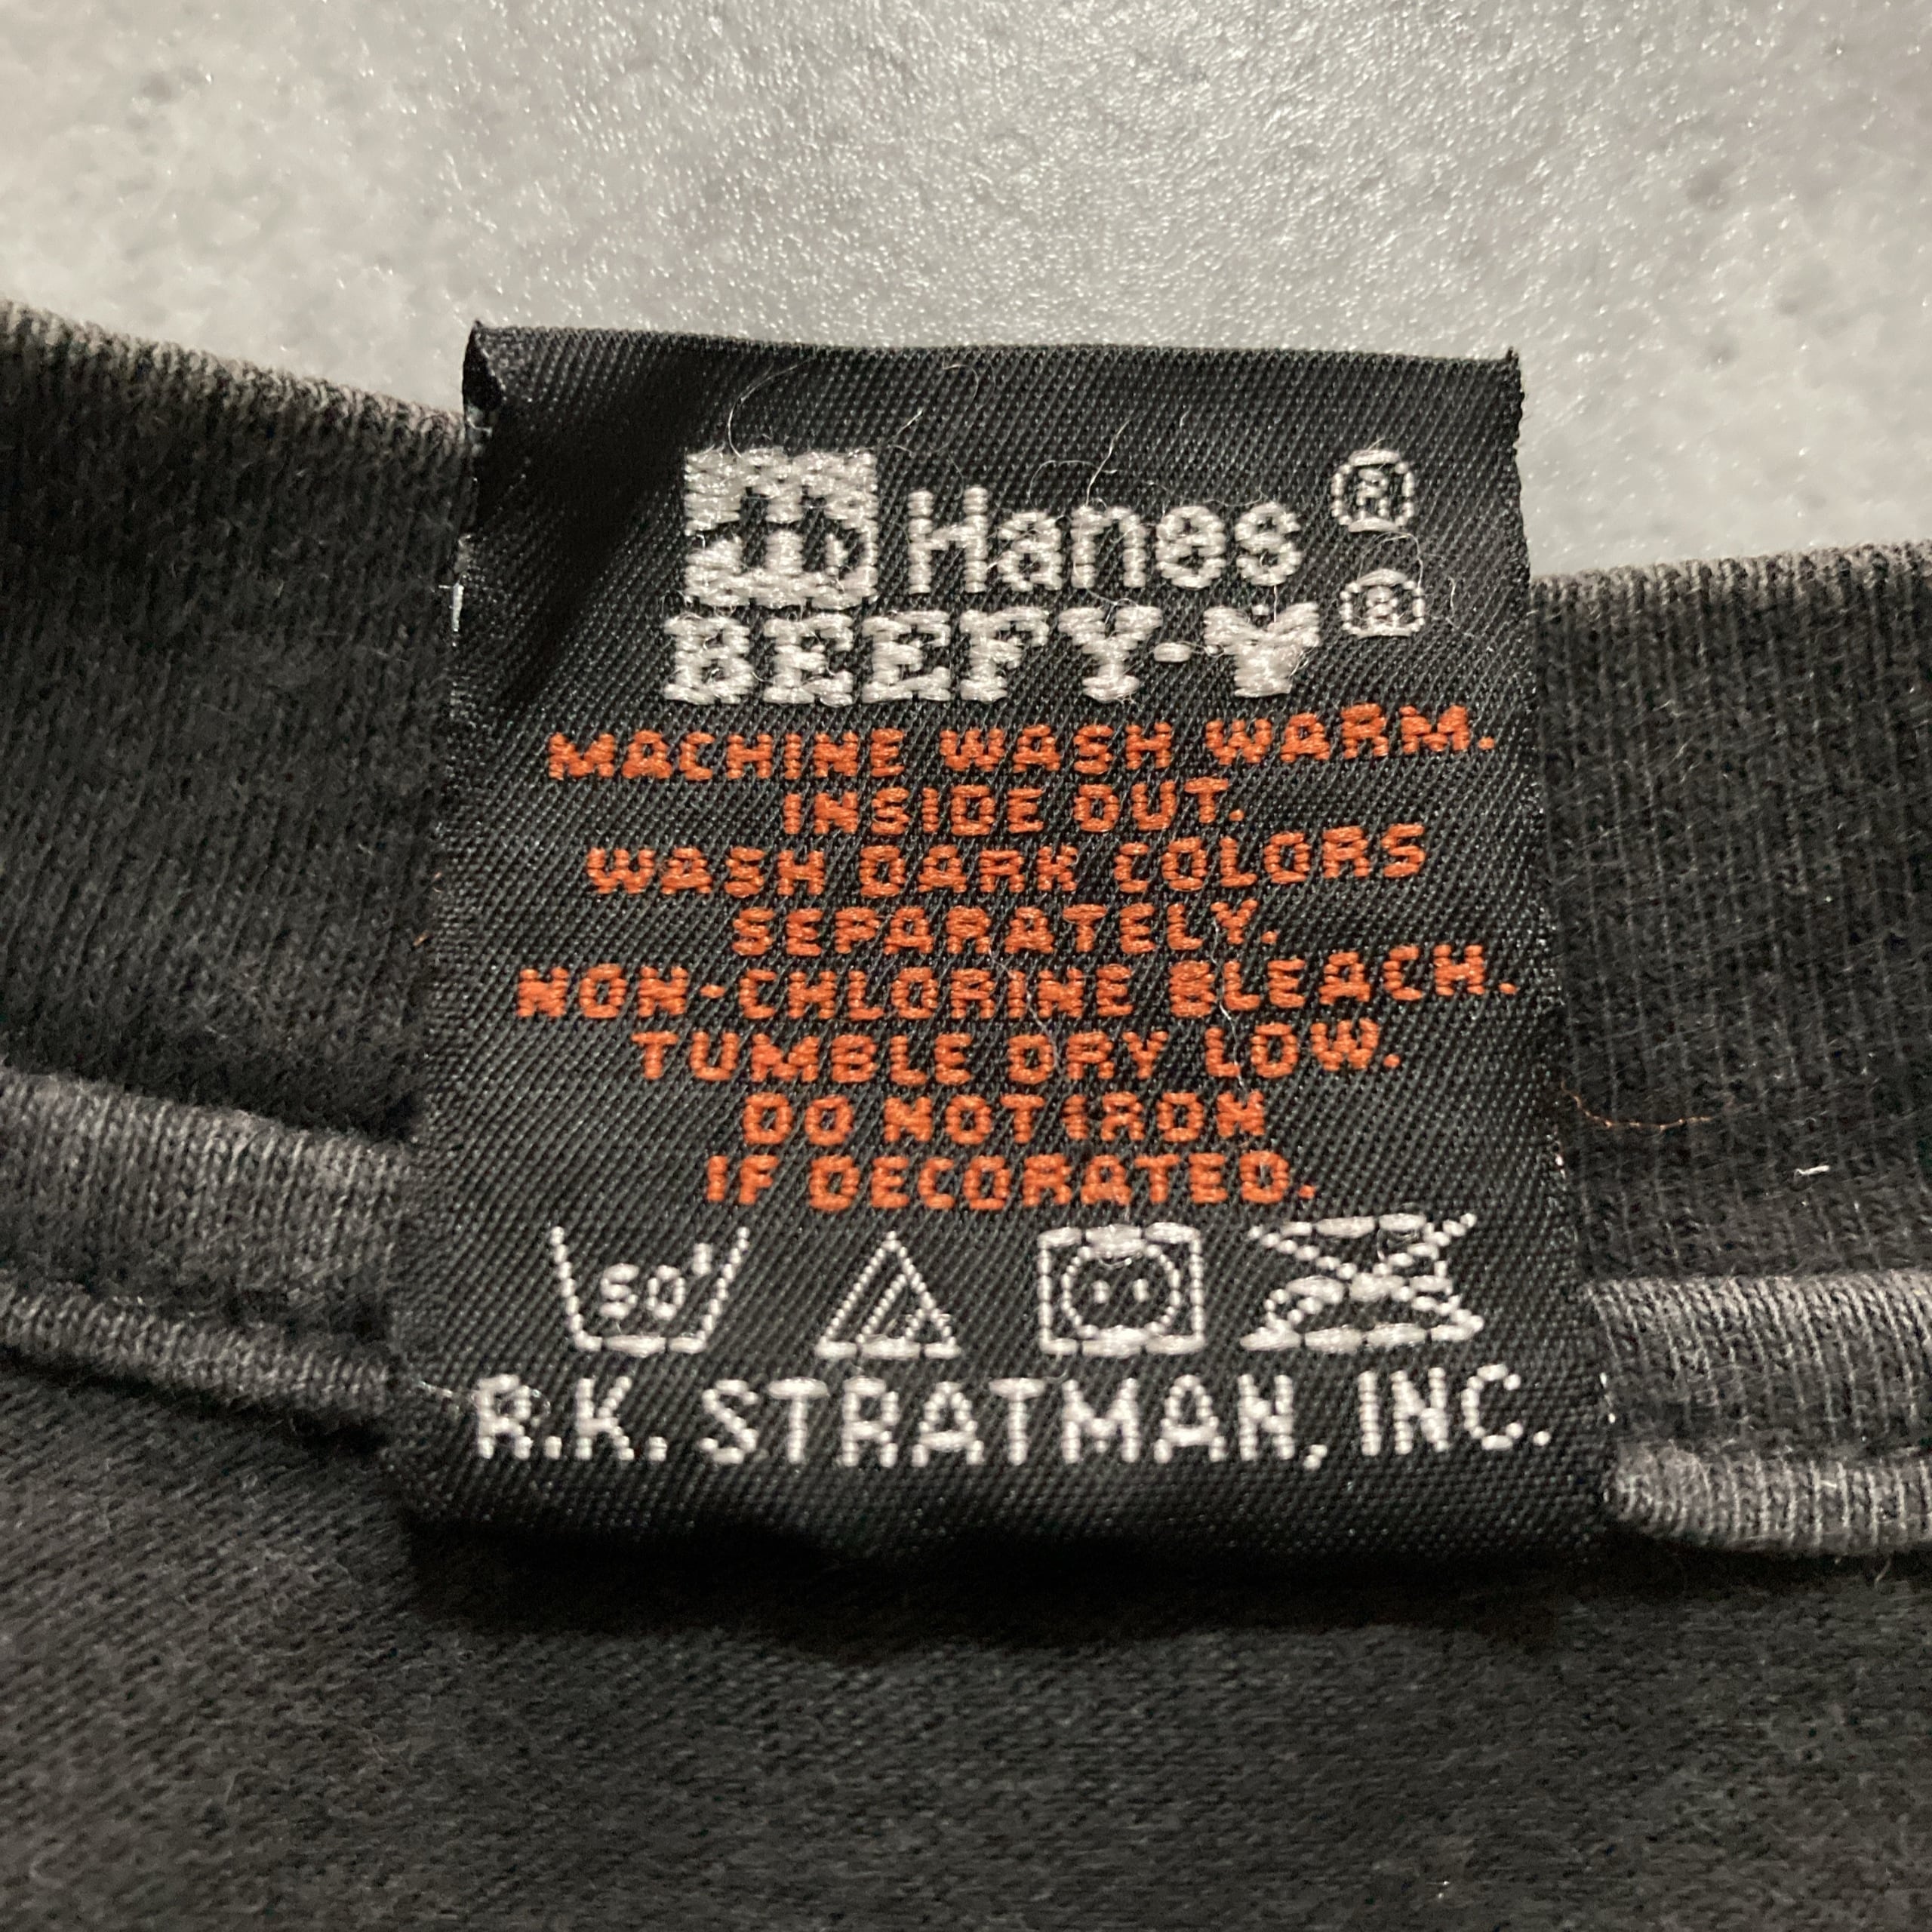 Hanes®
BEEFY-T®
MACHINE WASH WARM.
INSIDE OUT.
WASH DARK COLORS
SEPARATELY.
NON-CHLORINE BLEACH.
TUMBLE DRY LOW.
DO NOT IRON
IF DECORATED.
50°
R.K. STRATMAN, INC.